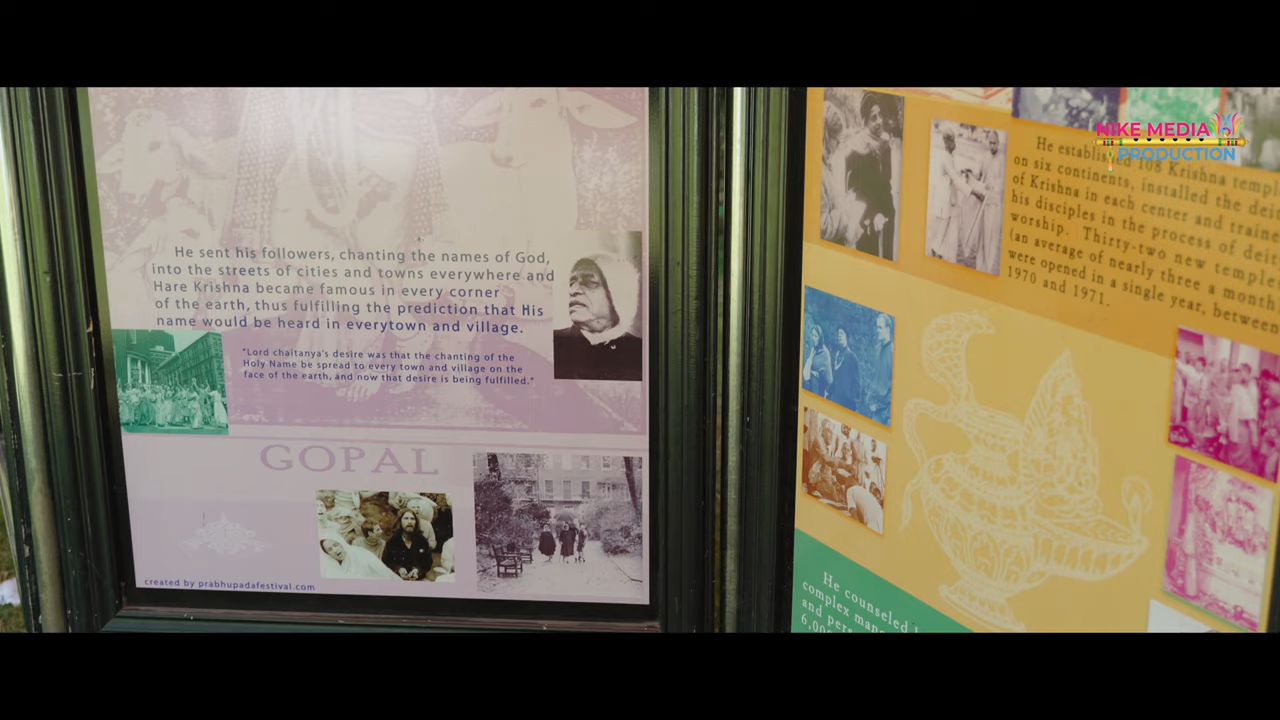 He sent his followers, chanting the names of God,
into the streets of cities and towns everywhere and
Hare Krishna became famous in every corner
of the earth, thus fulfilling the prediction that His
name would be heard in everytown and village.
"Lord chaitanya's desire was that the chanting of the
Holy Name be spread to every town and village on the
face of the earth, and now that desire is being fulfilled."
GOPAL
created by prabhupadafestival.com
NIKE MEDIA
PRODUCTION
He established 108 Krishna
on six continents, installed the
of Krishna in each center and
his disciples in the process of
worship. Thirty-two new
(an average of nearly three a month
were opened in a single year, between
1970 and 1971.
He counseled
complex
and